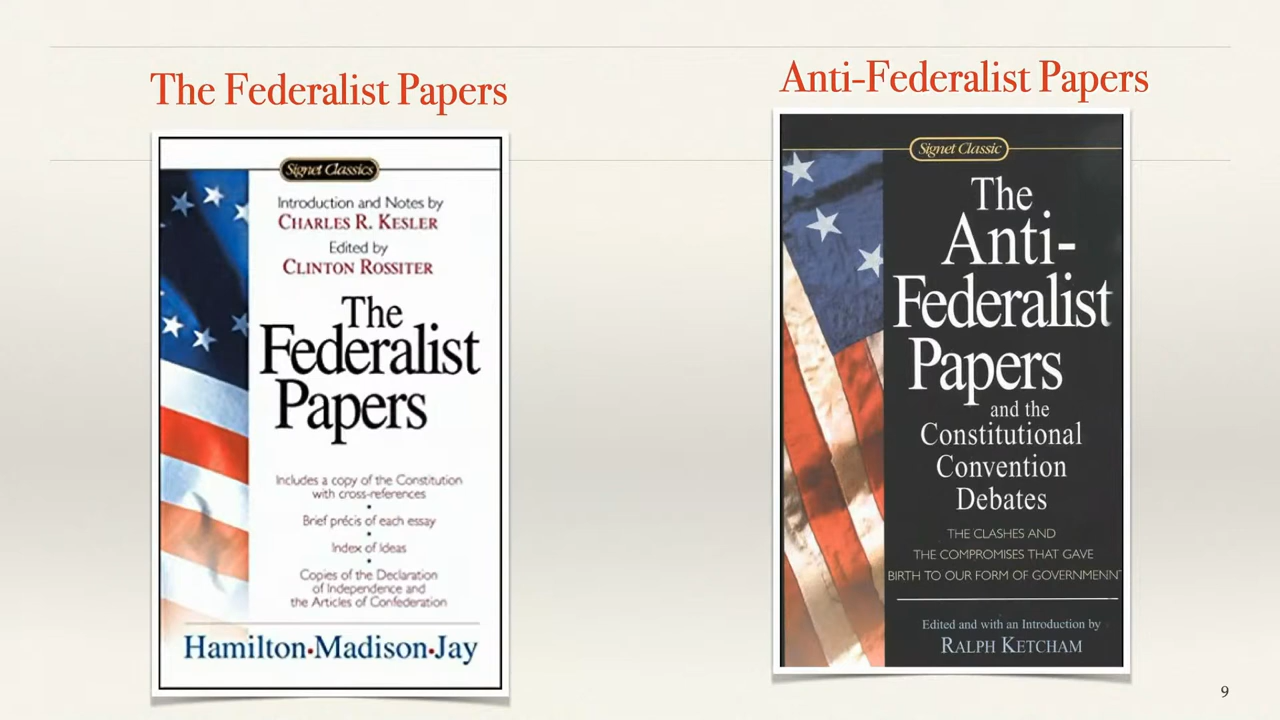 The Federalist Papers
Signet Classics
Introduction and Notes by
CHARLES R. KESLER
Edited by
CLINTON ROSSITER
The
Federalist
Papers
Includes a copy of the Constitution
with cross-references
•
Brief précis of each essay
•
Index of Ideas
•
Copies of the Declaration
of Independence and
the Articles of Confederation
Hamilton•Madison•Jay
Anti-Federalist Papers
Signet Classic
The
Anti-
Federalist
Papers
and the
Constitutional
Convention
Debates
THE CLASHES AND
THE COMPROMISES THAT GAVE
BIRTH TO OUR FORM OF GOVERNMENT
Edited and with an Introduction by
RALPH KETCHAM
9